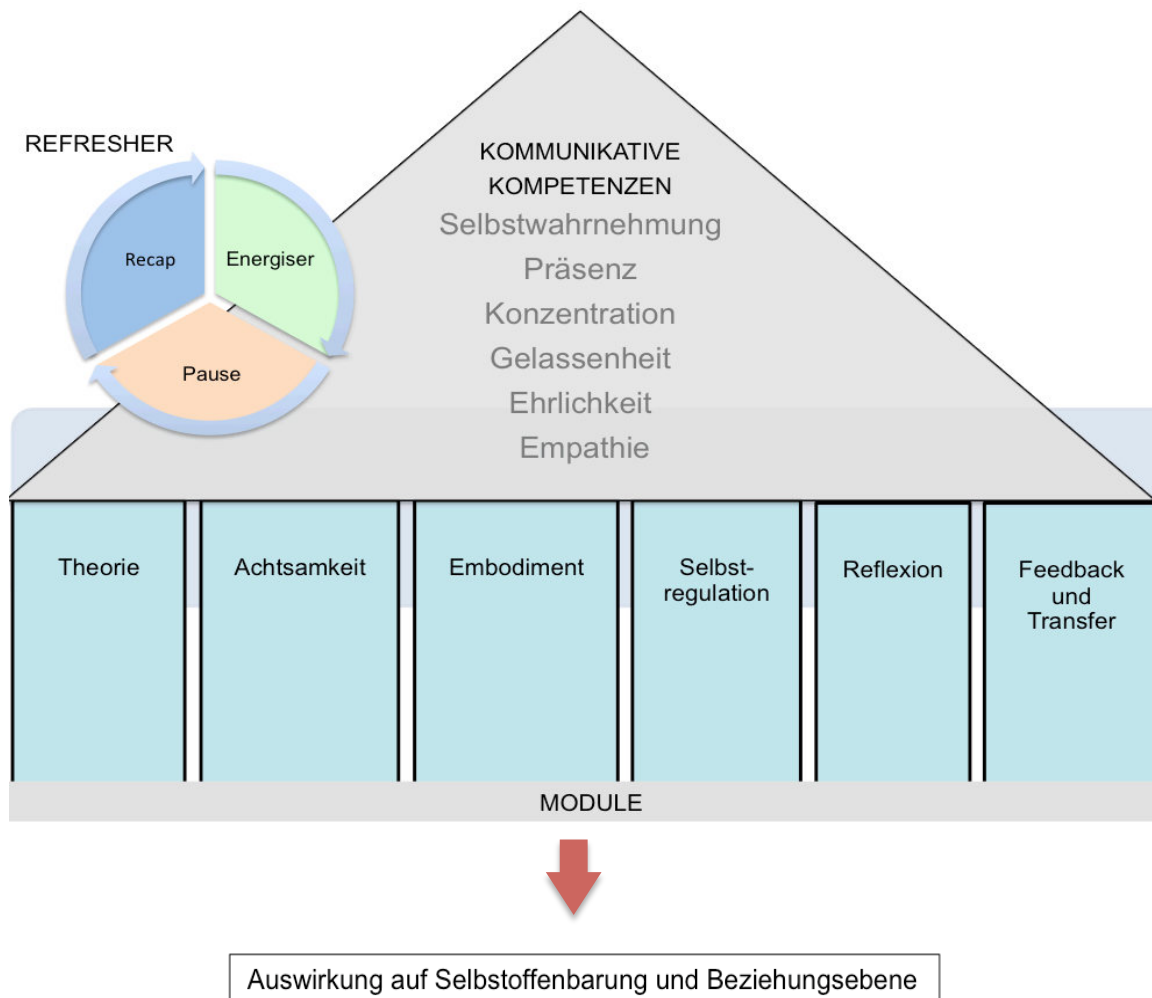 REFRESHER
Recap
Energiser
Pause
KOMMUNIKATIVE
KOMPETENZEN
Selbstwahrnehmung
Präsenz
Konzentration
Gelassenheit
Ehrlichkeit
Empathie
Theorie
Achtsamkeit
Embodiment
Selbst-
regulation
Reflexion
Feedback
und
Transfer
MODULE
Auswirkung auf Selbstoffenbarung und Beziehungsebene